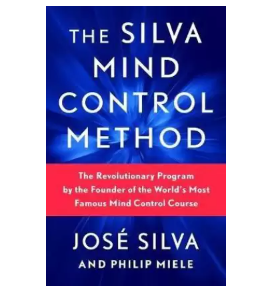 THE SILVA
MIND
CONTROL
METHOD
The Revolutionary Program
by the Founder of the World's Most
Famous Mind Control Course
JOSÉ SILVA
AND PHILIP MIELE